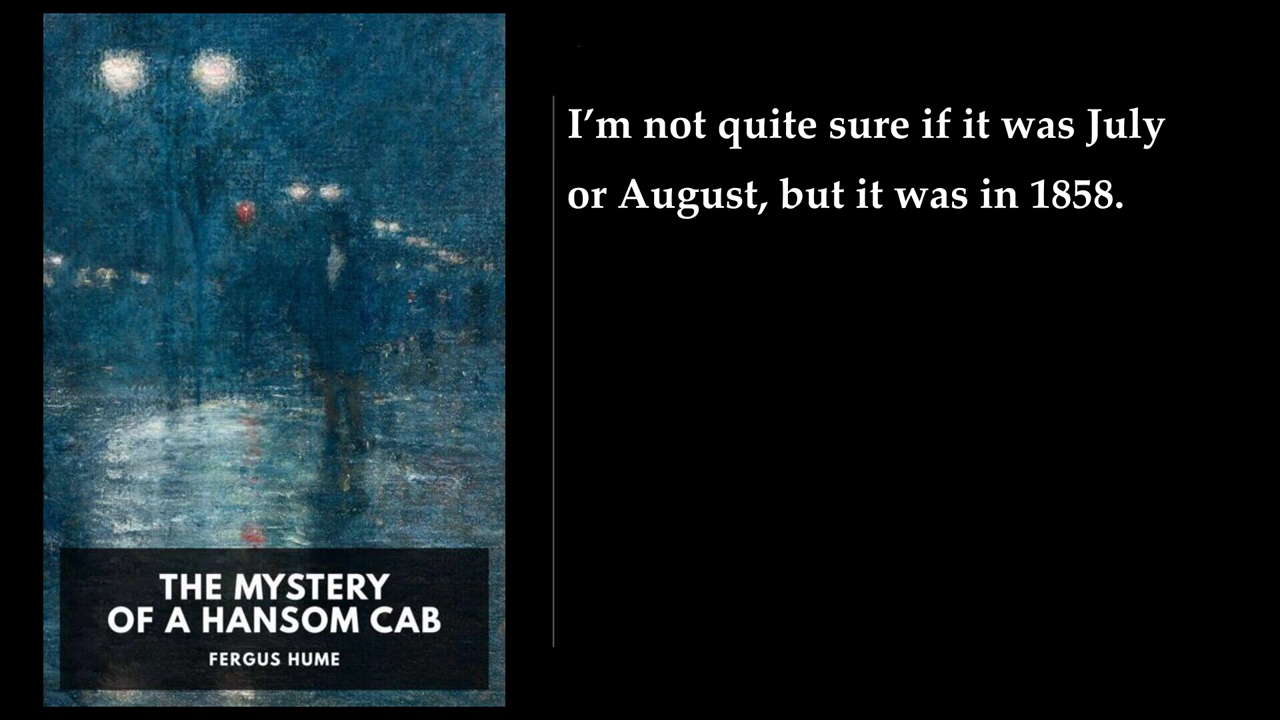 I’m not quite sure if it was July
or August, but it was in 1858.
THE MYSTERY
OF A HANSOM CAB
FERGUS HUME